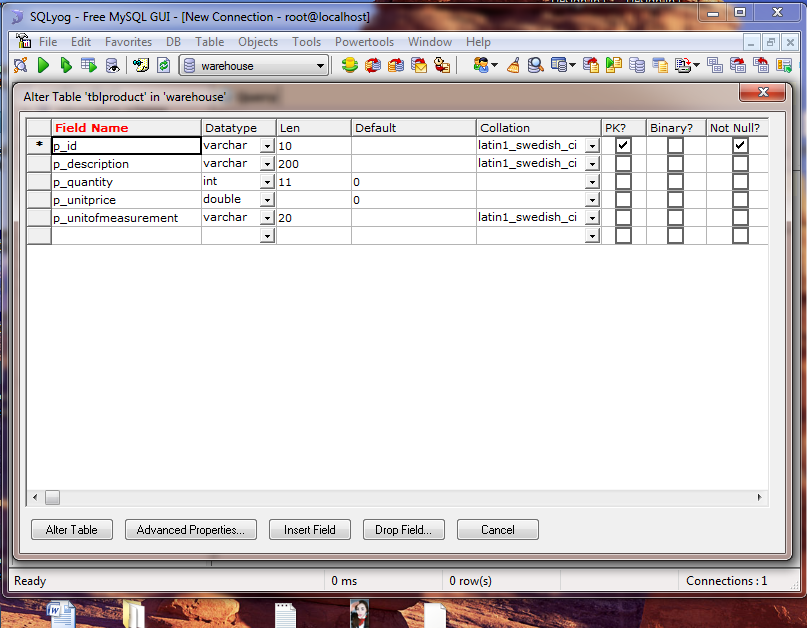 SQLyog - Free MySQL GUI - [New Connection - root@localhost]
File Edit Favorites DB Table Objects Tools Powertools Window Help
warehouse
Alter Table 'tblproduct' in 'warehouse'
Field Name Datatype Len Default Collation PK? Binary? Not Null?
* p_id varchar 10 latin1_swedish_ci
p_description varchar 200 latin1_swedish_ci
p_quantity int 11 0
p_unitprice double 0
p_unitofmeasurement varchar 20 latin1_swedish_ci
Alter Table Advanced Properties... Insert Field Drop Field... Cancel
Ready 0 ms 0 row(s) Connections : 1